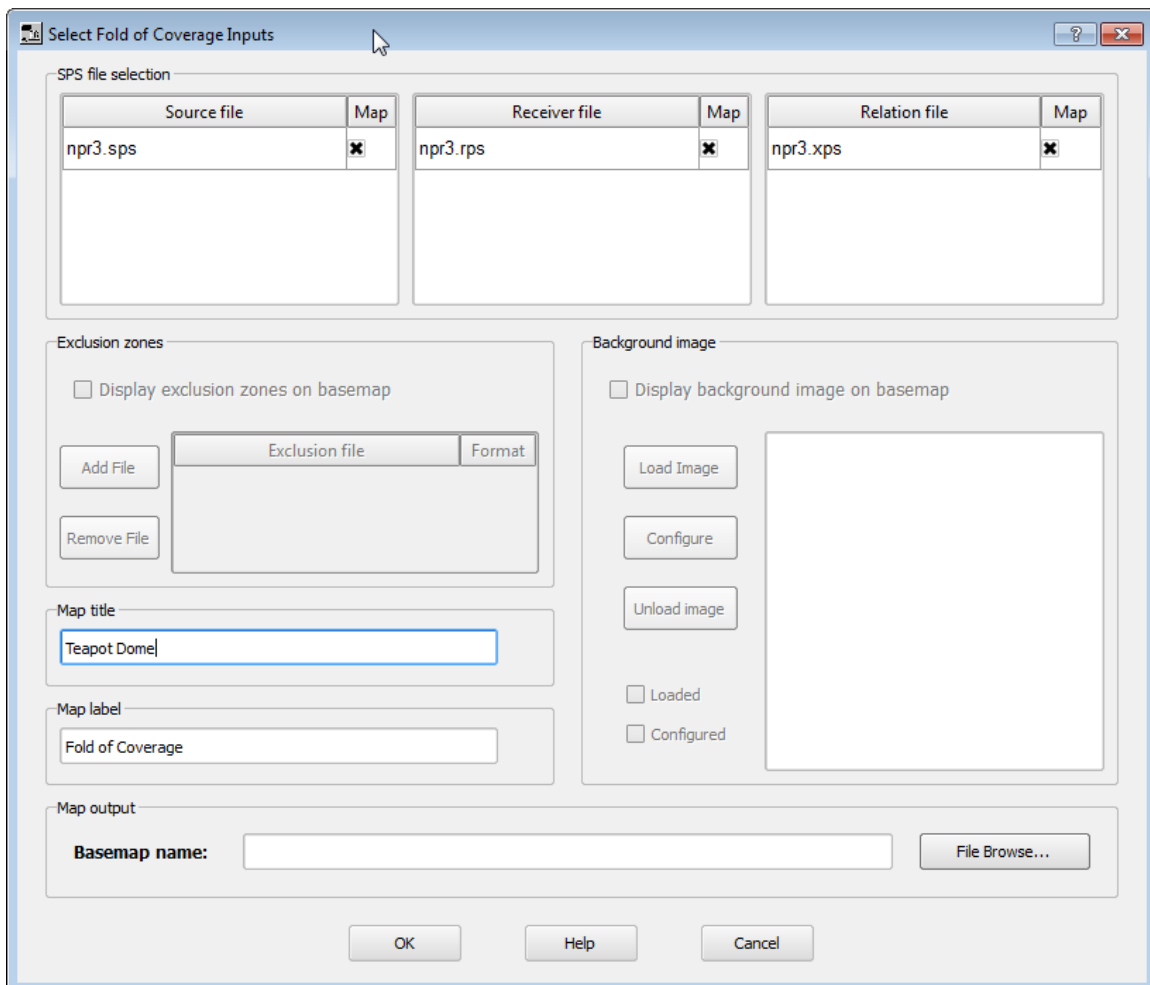 Select Fold of Coverage Inputs
SPS file selection
Source file Map Receiver file Map Relation file Map
npr3.sps npr3.rps npr3.xps
Exclusion zones
Display exclusion zones on basemap
Add File
Exclusion file Format
Remove File
Background image
Display background image on basemap
Load Image
Configure
Unload image
Loaded
Configured
Map title
Teapot Dome
Map label
Fold of Coverage
Map output
Basemap name: File Browse...
OK Help Cancel